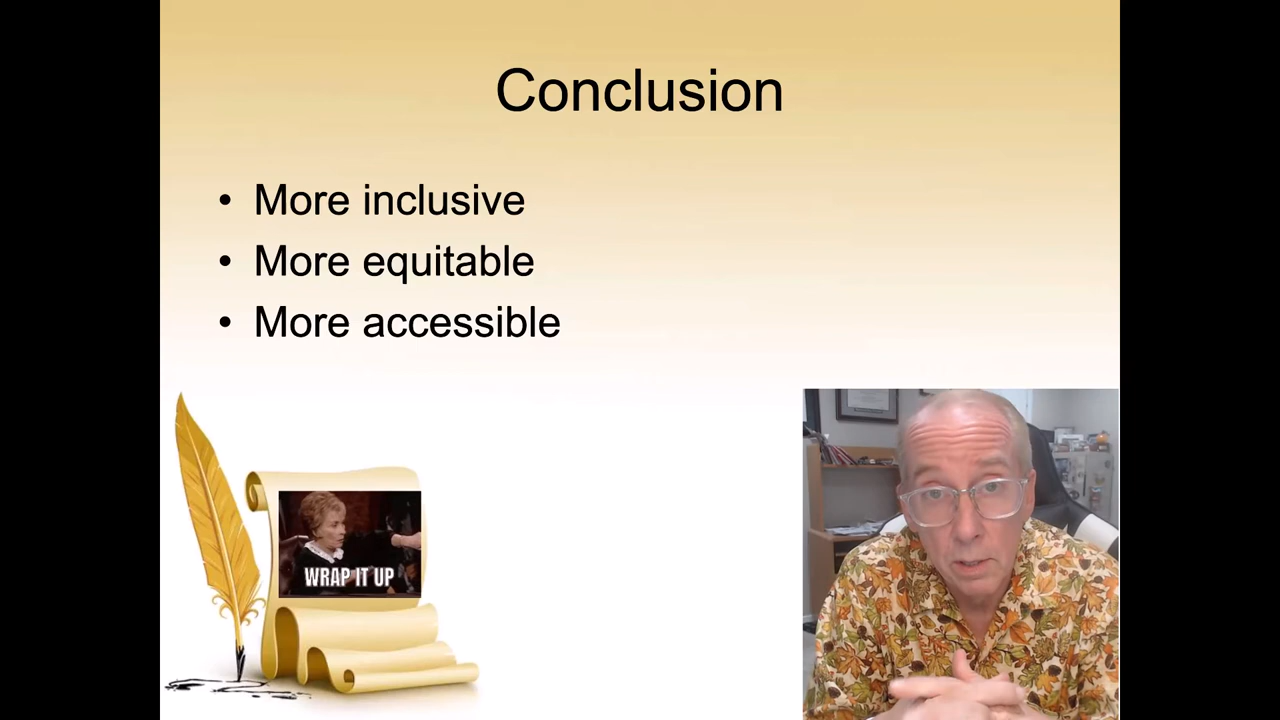 Conclusion
• More inclusive
• More equitable
• More accessible
WRAP IT UP